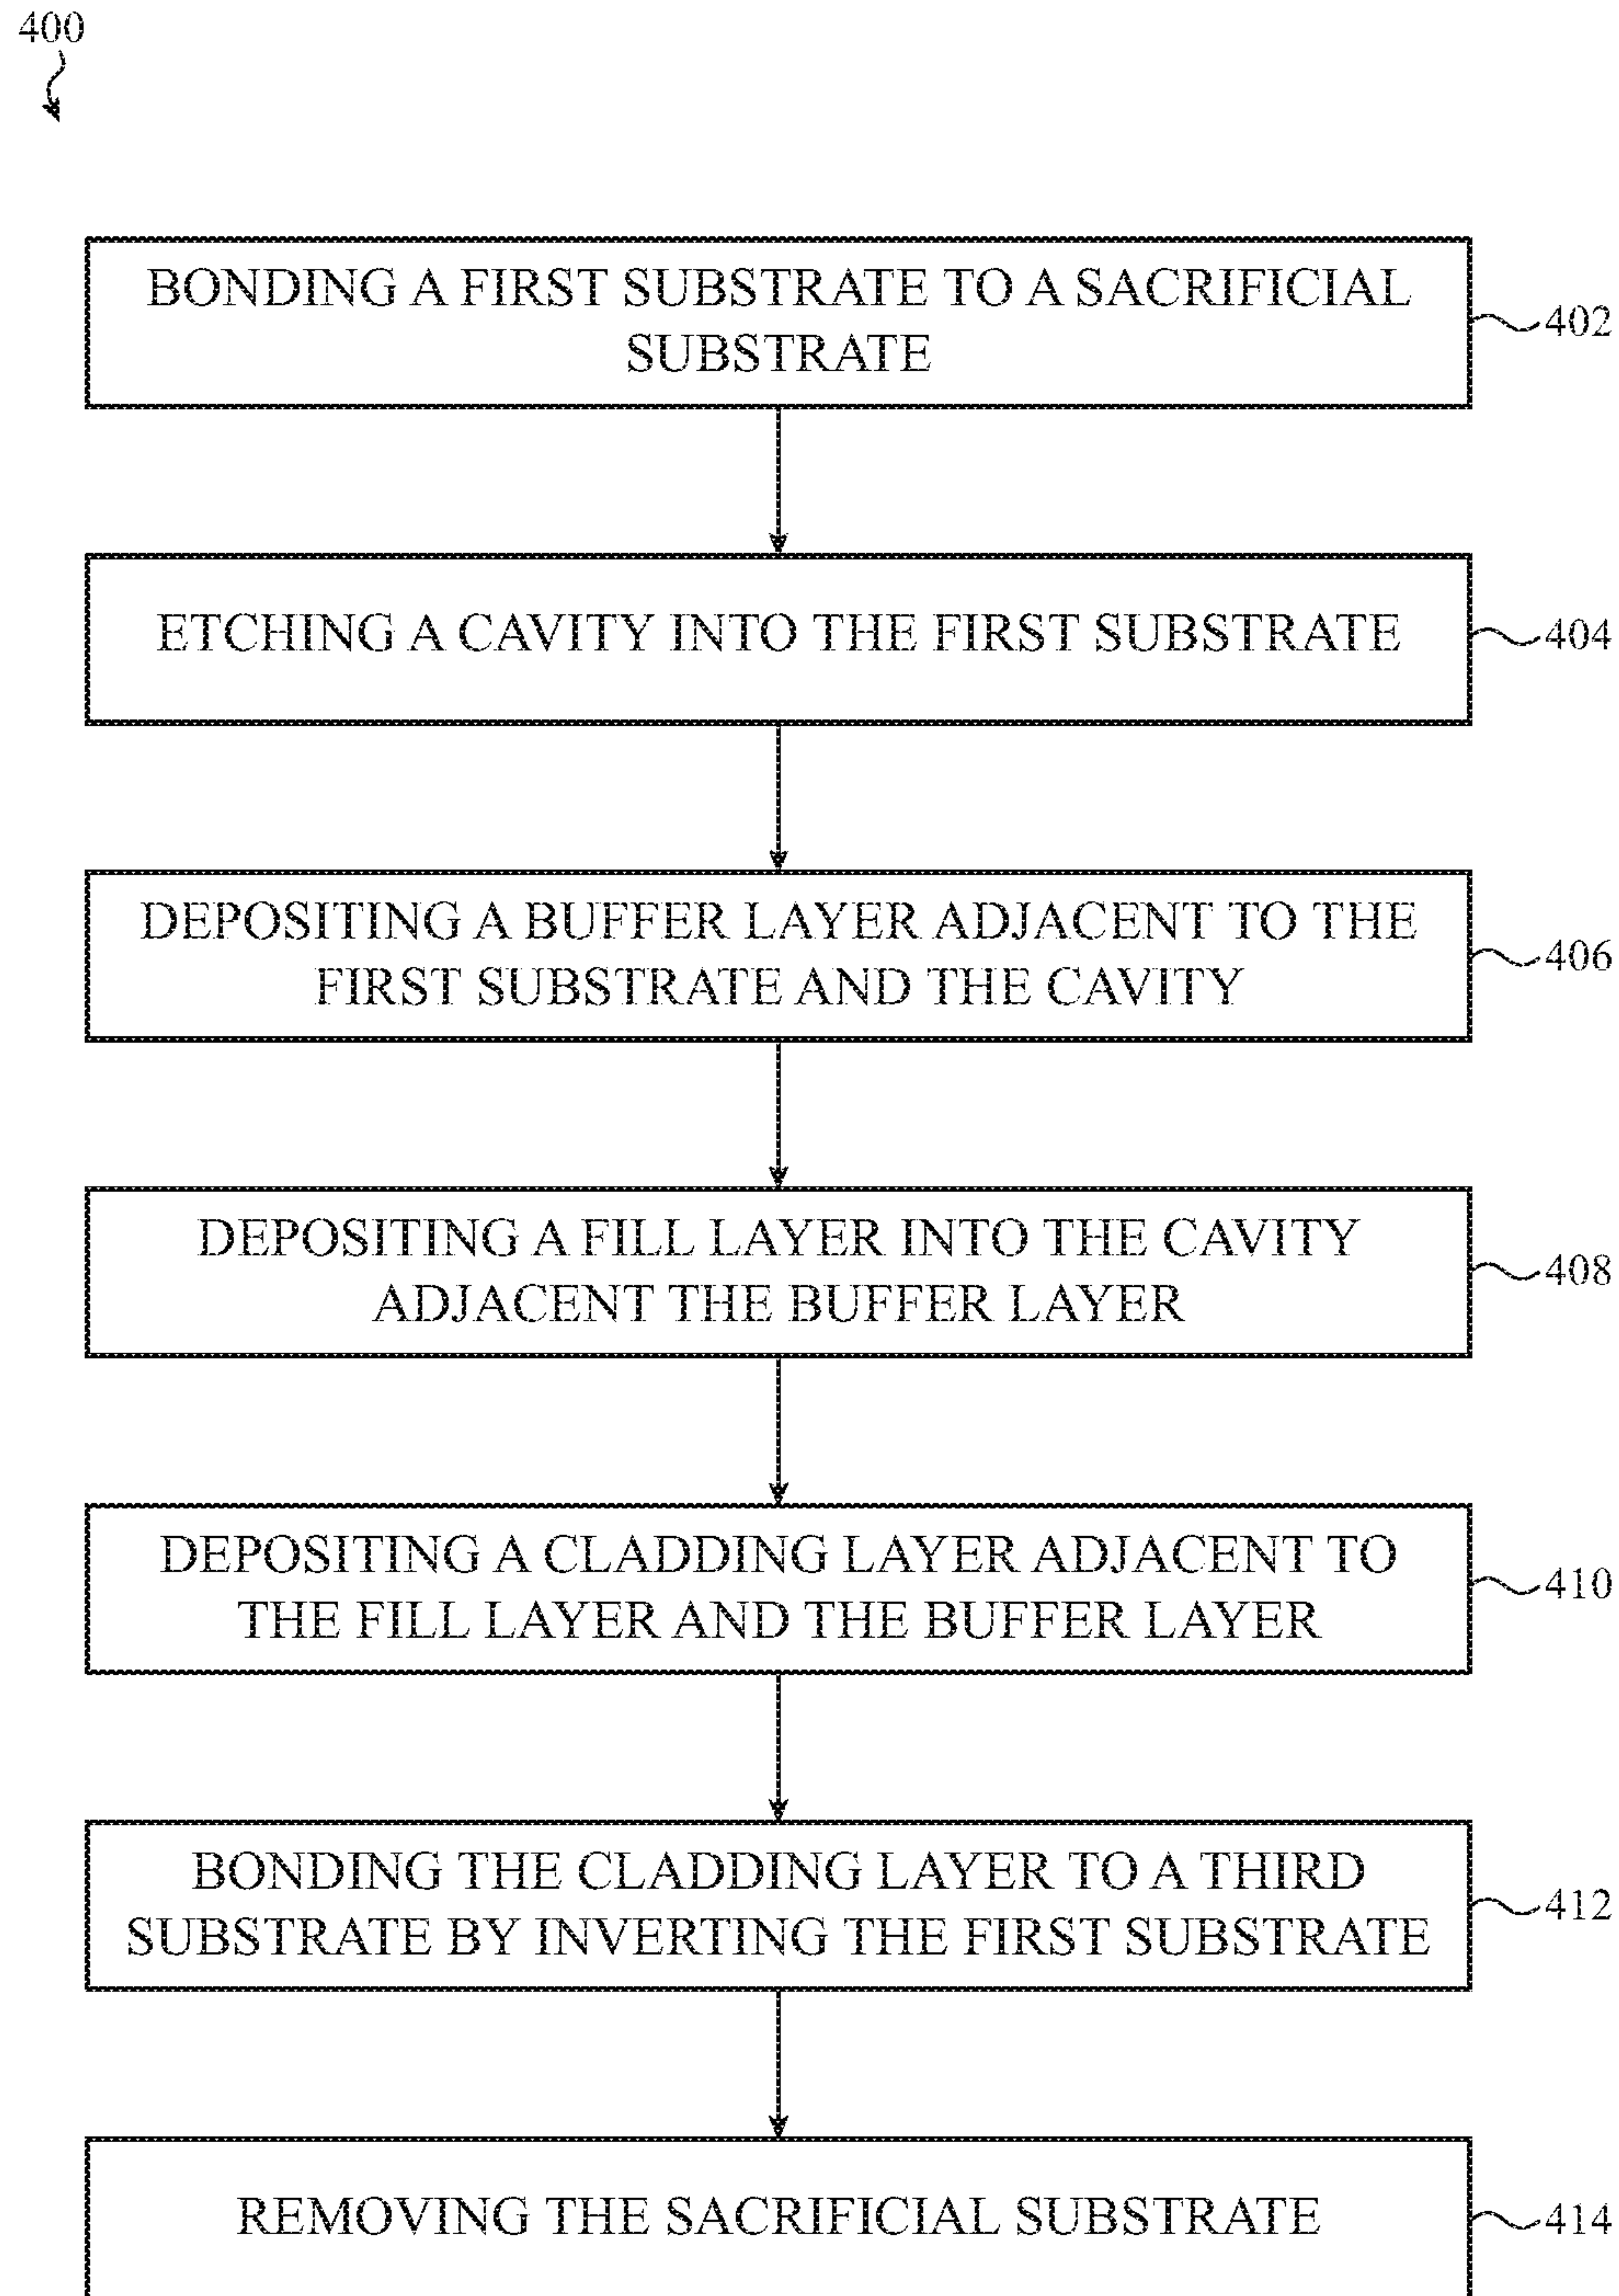 400
BONDING A FIRST SUBSTRATE TO A SACRIFICIAL
SUBSTRATE
402
ETCHING A CAVITY INTO THE FIRST SUBSTRATE
404
DEPOSITING A BUFFER LAYER ADJACENT TO THE
FIRST SUBSTRATE AND THE CAVITY
406
DEPOSITING A FILL LAYER INTO THE CAVITY
ADJACENT THE BUFFER LAYER
408
DEPOSITING A CLADDING LAYER ADJACENT TO
THE FILL LAYER AND THE BUFFER LAYER
410
BONDING THE CLADDING LAYER TO A THIRD
SUBSTRATE BY INVERTING THE FIRST SUBSTRATE
412
REMOVING THE SACRIFICIAL SUBSTRATE
414